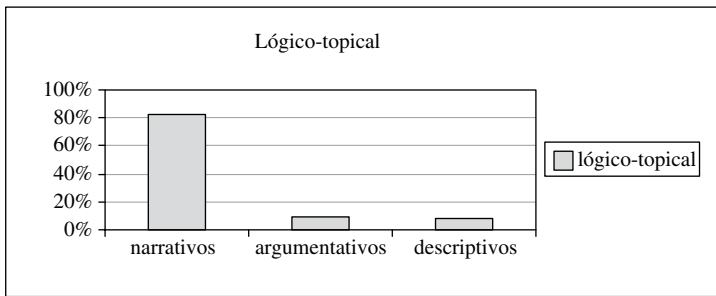 Lógico-topical
100%
80%
60%
40%
20%
0%
narrativos argumentativos descriptivos
lógico-topical